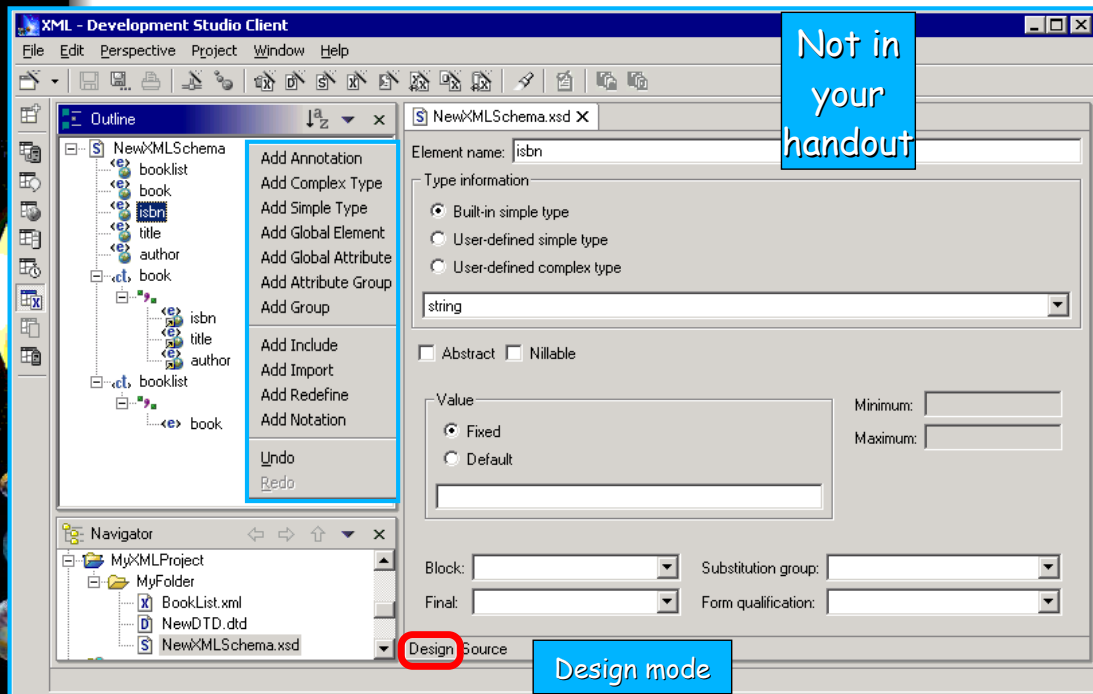 XML - Development Studio Client
Not in
your
handout
File Edit Perspective Project Window Help
Outline
NewXMLSchema
booklist
book
isbn
title
author
book
isbn
title
author
booklist
book
Add Annotation
Add Complex Type
Add Simple Type
Add Global Element
Add Global Attribute
Add Attribute Group
Add Group
Add Include
Add Import
Add Redefine
Add Notation
Undo
Redo
Navigator
MyXMLProject
MyFolder
BookList.xml
NewDTD.dtd
NewXMLSchema.xsd
NewXMLSchema.xsd
Element name: isbn
Type information
Built-in simple type
User-defined simple type
User-defined complex type
string
Abstract Nillable
Value
Fixed
Default
Minimum:
Maximum:
Block: Substitution group:
Final: Form qualification:
Design Source
Design mode